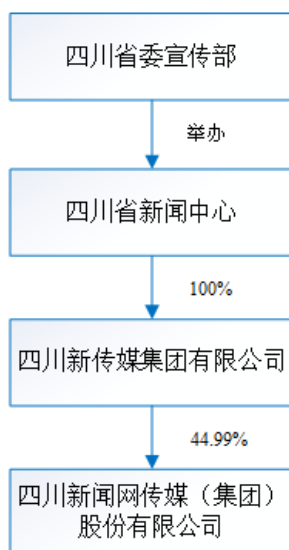 四川省委宣传部
举办
四川省新闻中心
100%
四川新传媒集团有限公司
44.99%
四川新闻网传媒（集团）
股份有限公司